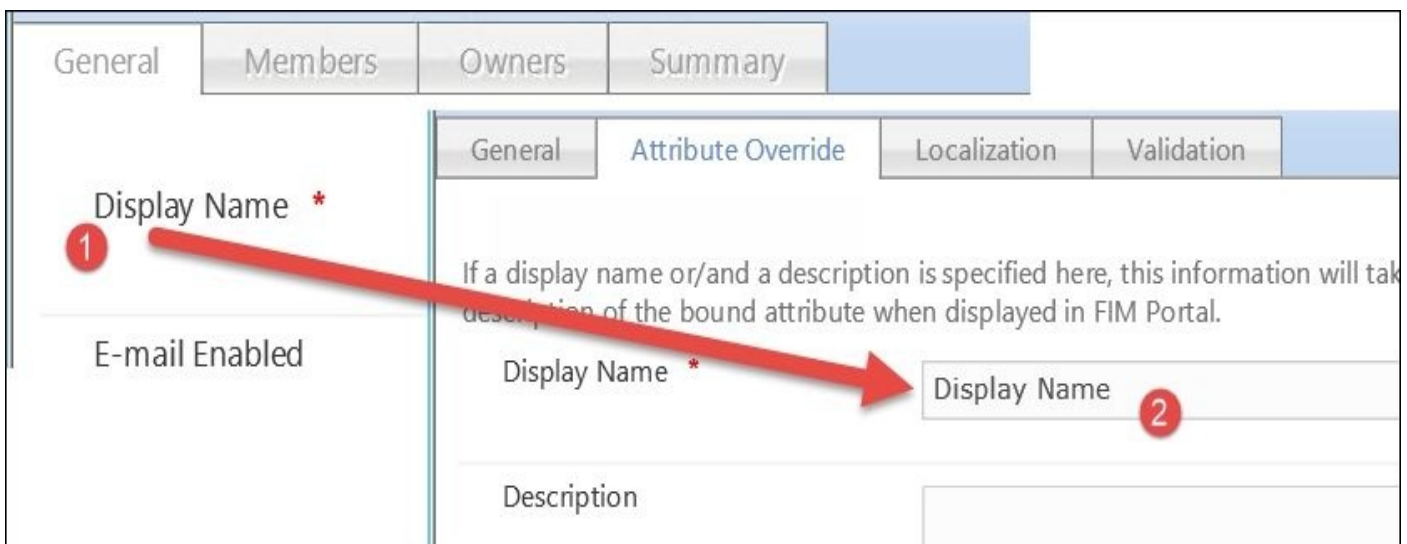 General Members Owners Summary
General Attribute Override Localization Validation
Display Name *
1
If a display name or/and a description is specified here, this information will tak
description of the bound attribute when displayed in FIM Portal.
E-mail Enabled
Display Name *
Display Name
2
Description